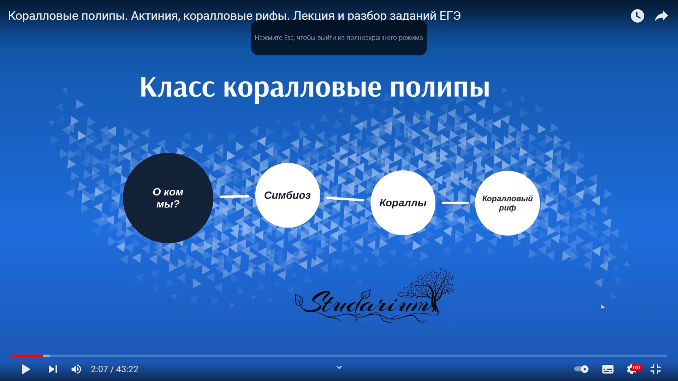 Коралловые полипы. Актиния, коралловые рифы. Лекция и разбор заданий ЕГЭ
Нажмите Esc, чтобы выйти из полноэкранного режима
Класс коралловые полипы
О ком
мы?
Симбиоз
Кораллы
Коралловый
риф
Studarium
2:07 / 43:22
HD